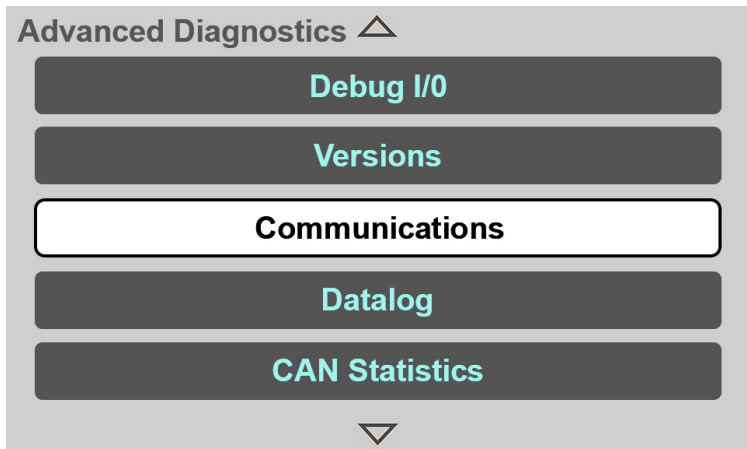 Advanced Diagnostics
Debug I/0
Versions
Communications
Datalog
CAN Statistics